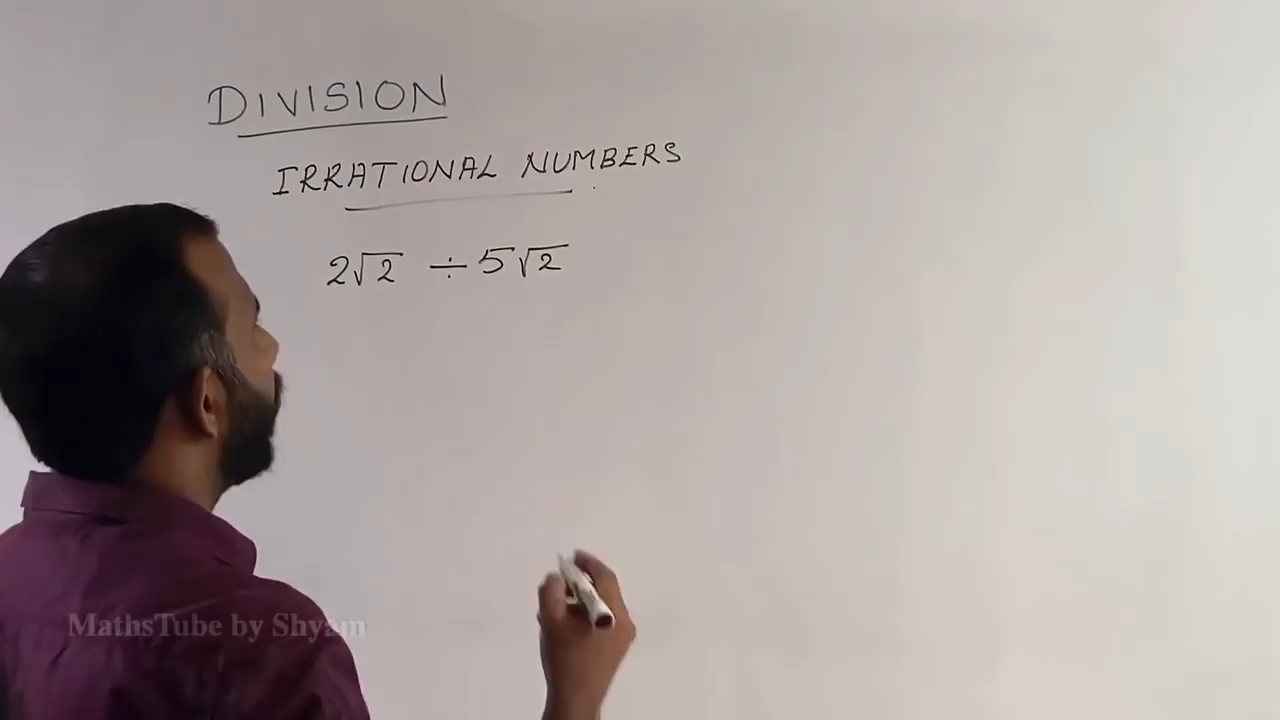 DIVISION
IRRATIONAL NUMBERS
2√2 ÷ 5√2
MathsTube by Shyam